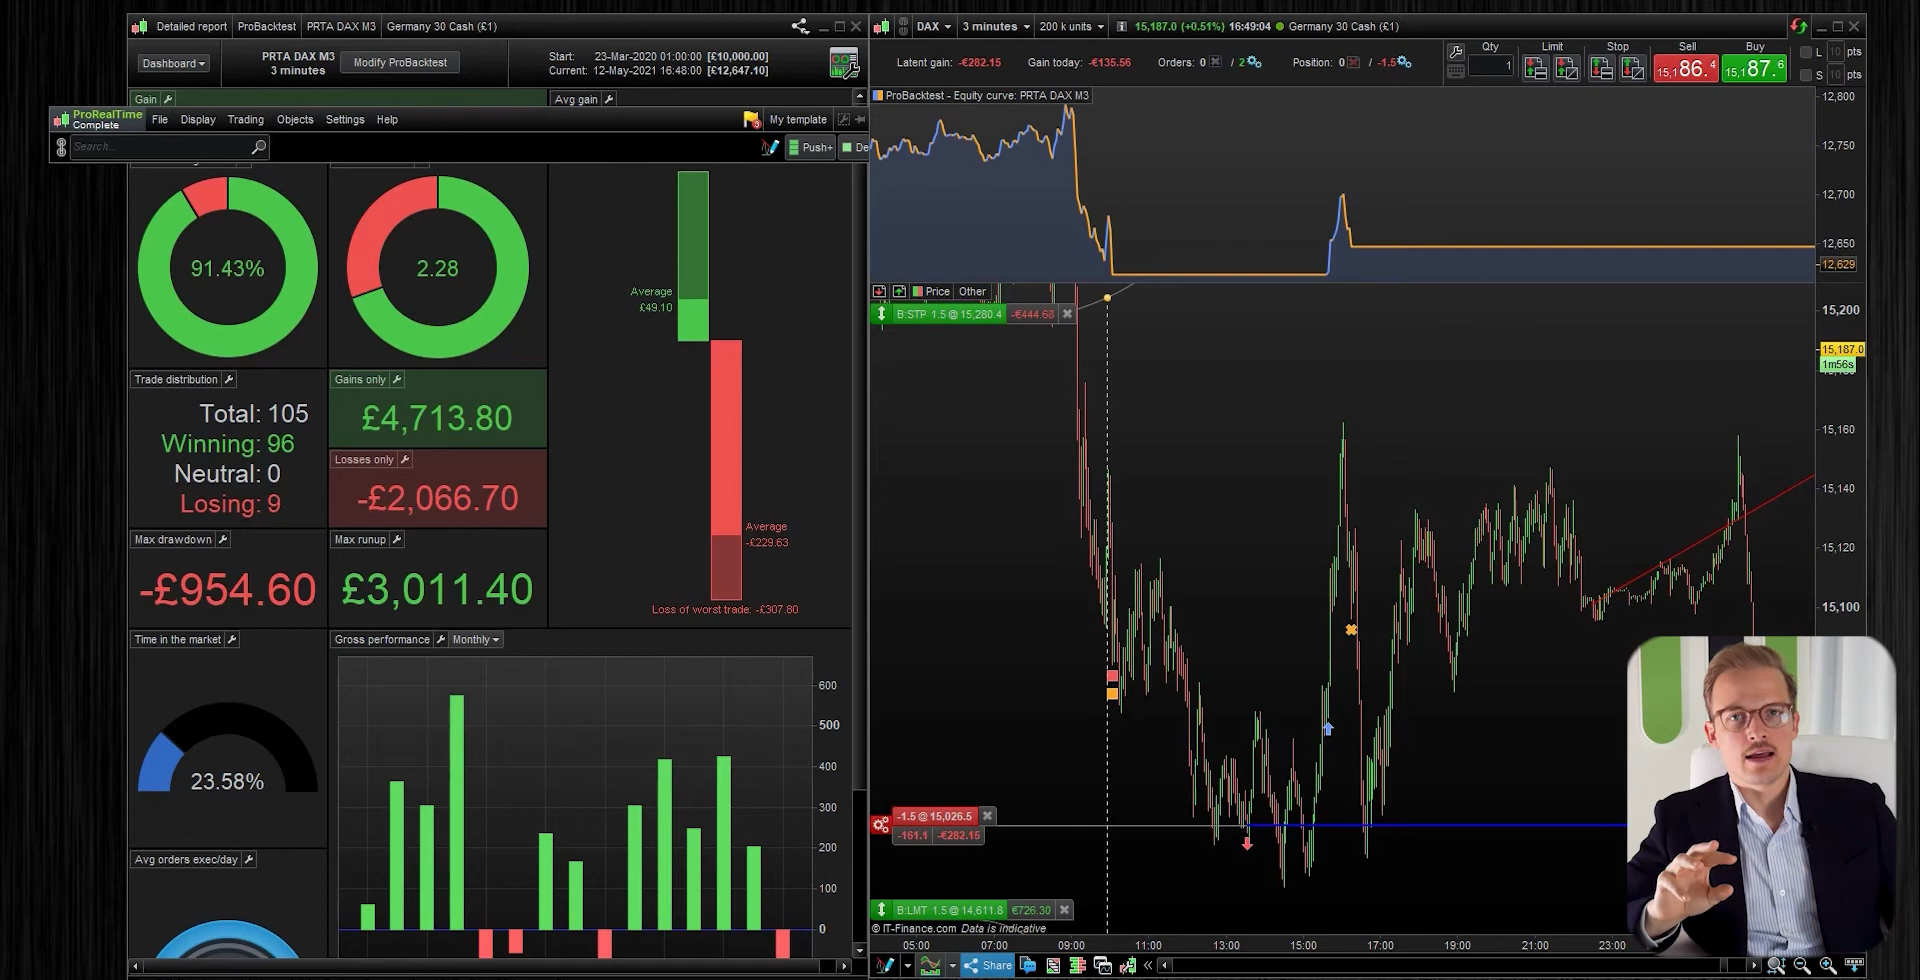 Detailed report ProBacktest PRTA DAX M3 Germany 30 Cash (£1)
Dashboard
PRTA DAX M3
3 minutes
Modify ProBacktest
Start: 23-Mar-2020 01:00:00 [£10,000.00]
Current: 12-May-2021 16:48:00 [£12,647.10]
Gain
Avg gain
ProRealTime
Complete
File Display Trading Objects Settings Help
My template
Search...
Push+
De
91.43%
2.28
Average
£49.10
Average
-£229.63
Loss of worst trade: -£307.80
Trade distribution
Total: 105
Winning: 96
Neutral: 0
Losing: 9
Gains only
£4,713.80
Losses only
-£2,066.70
Max drawdown
-£954.60
Max runup
£3,011.40
Time in the market
23.58%
Gross performance
Monthly
600
500
400
300
200
100
0
Avg orders exec/day
DAX 3 minutes 200 k units 15,187.0 (+0.51%) 16:49:04 Germany 30 Cash (£1)
Latent gain: -€282.15 Gain today: -€135.56 Orders: 0 / 2 Position: 0 / -1.5
Qty
1
Limit
Stop
Sell
15,186.4
Buy
15,187.6
L 10 pts
S 10 pts
ProBacktest - Equity curve: PRTA DAX M3
12,800
12,750
12,700
12,650
12,629
Price Other
B:STP 1.5 @ 15,280.4 -€444.68
15,200
15,187.0
1m56s
15,160
15,140
15,120
15,100
-1.5 @ 15,026.5
-161.1 -€282.15
B:LMT 1.5 @ 14,611.8 €726.30
© IT-Finance.com Data is indicative
05:00 07:00 09:00 11:00 13:00 15:00 17:00 19:00 21:00 23:00
Share